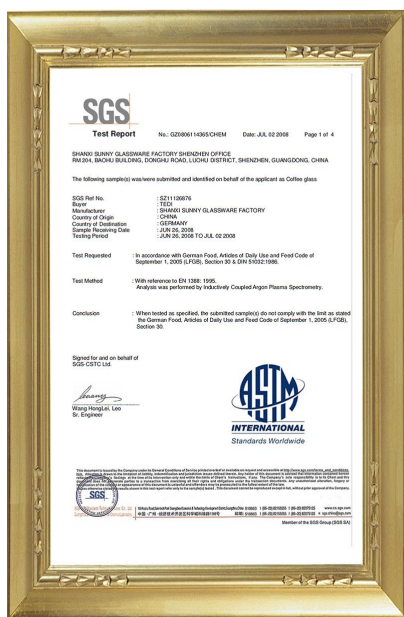 SGS
Test Report No.: GZ0806114365/CHEM Date: JUL 02 2008 Page 1 of 4
SHANXI SUNNY GLASSWARE FACTORY SHENZHEN OFFICE
RM 204, BAOHU BUILDING, DONGHU ROAD, LUOHU DISTRICT, SHENZHEN, GUANGDONG, CHINA
The following sample(s) was/were submitted and identified on behalf of the applicant as Coffee glass
SGS Ref No. : SZ11126876
Buyer : TEDI
Manufacturer : SHANXI SUNNY GLASSWARE FACTORY
Country of Origin : CHINA
Country of Destination : GERMANY
Sample Receiving Date : JUN 26, 2008
Testing Period : JUN 26, 2008 TO JUL 02 2008
Test Requested : In accordance with German Food, Articles of Daily Use and Feed Code of
September 1, 2005 (LFGB), Section 30 & DIN 51032:1986.
Test Method : With reference to EN 1388: 1995.
Analysis was performed by Inductively Coupled Argon Plasma Spectrometry.
Conclusion : When tested as specified, the submitted sample(s) do not comply with the limit as stated
the German Food, Articles of Daily Use and Feed Code of September 1, 2005 (LFGB),
Section 30.
Signed for and on behalf of
SGS-CSTC Ltd.
Wang HongLei, Leo
Sr. Engineer
ASTM
INTERNATIONAL
Standards Worldwide
SGS
Member of the SGS Group (SGS SA)